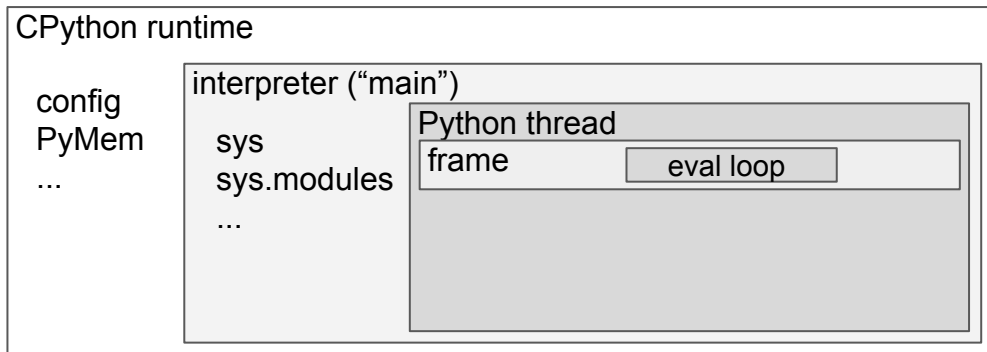 CPython runtime
config
PyMem
...
interpreter (“main”)
sys
sys.modules
...
Python thread
frame
eval loop